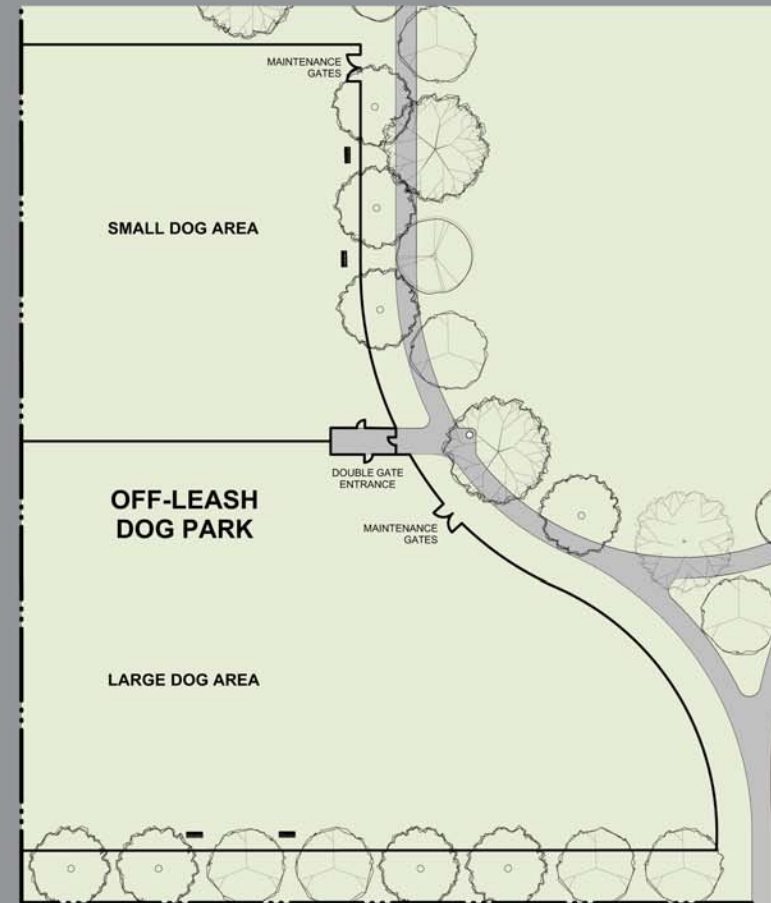 MAINTENANCE
GATES
SMALL DOG AREA
DOUBLE GATE
ENTRANCE
OFF-LEASH
DOG PARK
MAINTENANCE
GATES
LARGE DOG AREA